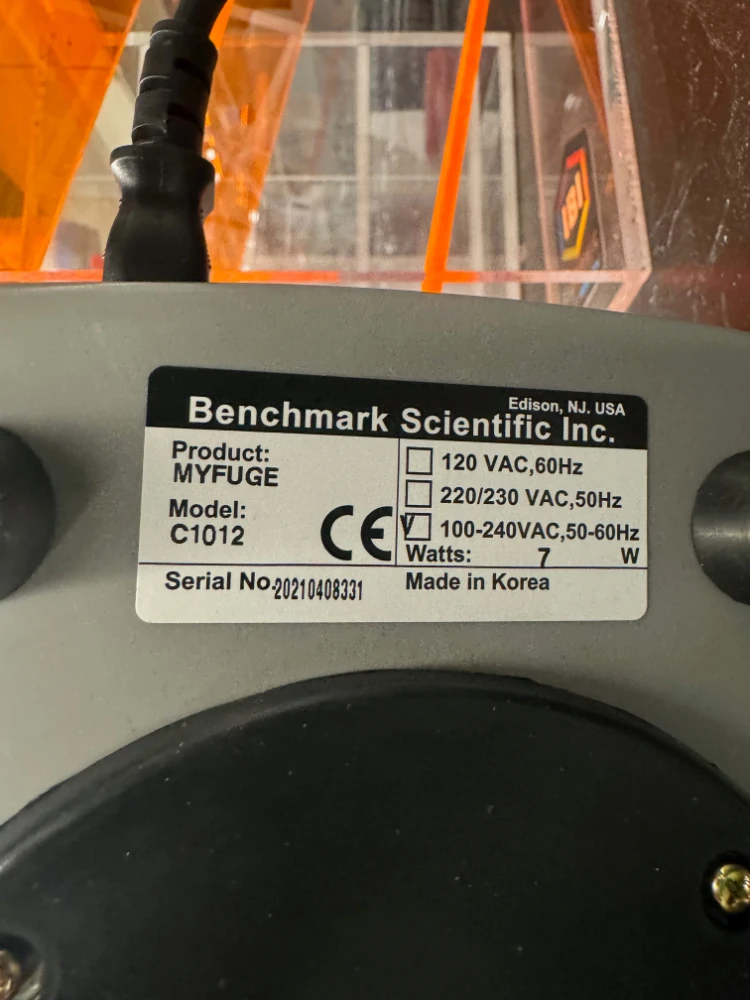 Edison, NJ. USA
Benchmark Scientific Inc.
Product:
MYFUGE
Model:
C1012
CE
120 VAC,60Hz
220/230 VAC,50Hz
V 100-240VAC,50-60Hz
Watts: 7 W
Serial No.20210408331
Made in Korea
IBI